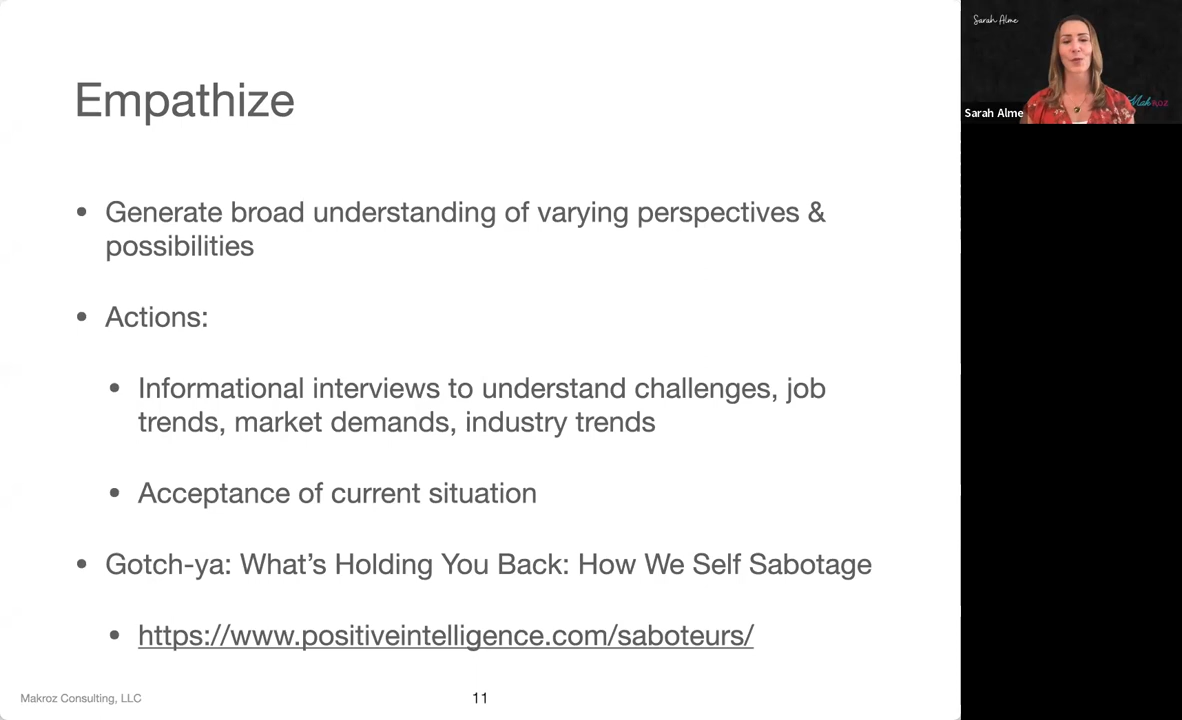 Empathize
• Generate broad understanding of varying perspectives &
possibilities
• Actions:
• Informational interviews to understand challenges, job
trends, market demands, industry trends
• Acceptance of current situation
• Gotch-ya: What’s Holding You Back: How We Self Sabotage
• https://www.positiveintelligence.com/saboteurs/
Makroz Consulting, LLC
11
Sarah Alme
Makroz
Sarah Alme